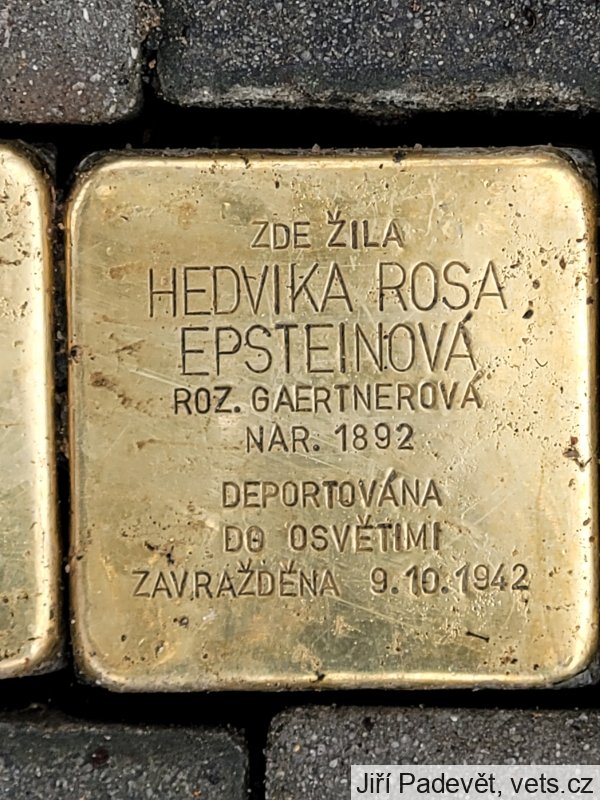 ZDE ŽILA
HEDVIKA ROSA
EPSTEINOVÁ
ROZ. GAERTNEROVÁ
NAR. 1892
DEPORTOVÁNA
DO OSVĚTIMI
ZAVRAŽDĚNA 9.10.1942
Jiří Padevět, vets.cz